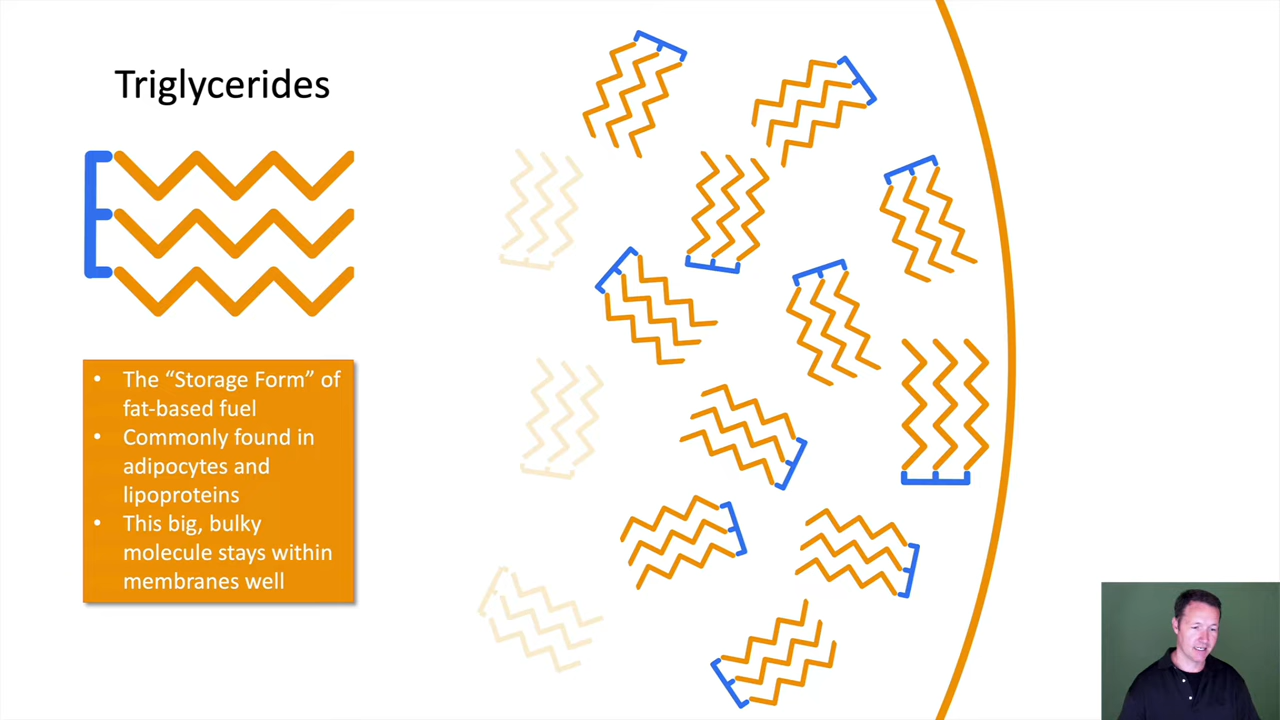 Triglycerides
• The “Storage Form” of
fat-based fuel
• Commonly found in
adipocytes and
lipoproteins
• This big, bulky
molecule stays within
membranes well